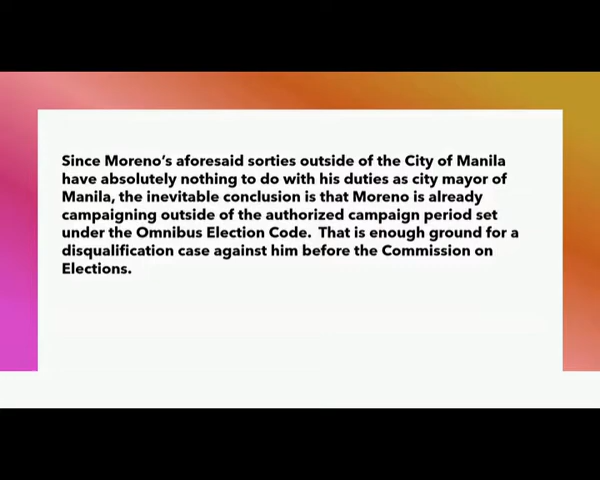 Since Moreno's aforesaid sorties outside of the City of Manila
have absolutely nothing to do with his duties as city mayor of
Manila, the inevitable conclusion is that Moreno is already
campaigning outside of the authorized campaign period set
under the Omnibus Election Code.  That is enough ground for a
disqualification case against him before the Commission on
Elections.